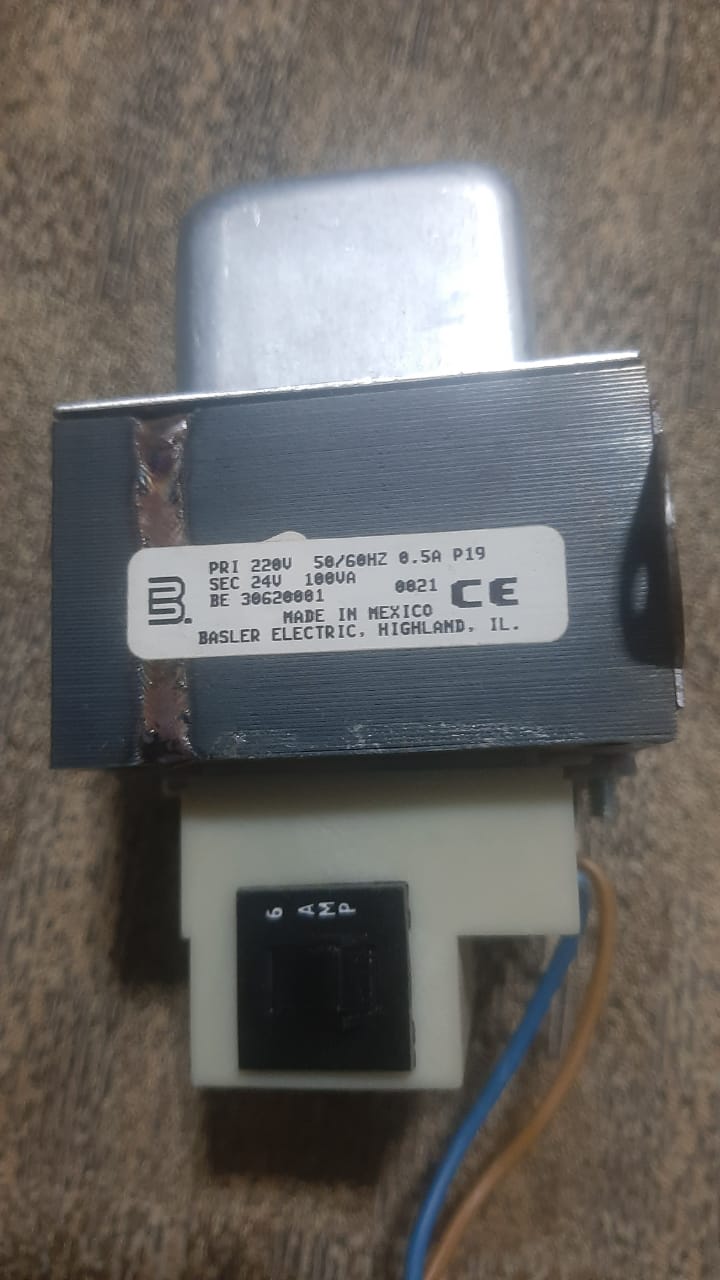 PRI 220V 50/60HZ 0.5A P19
SEC 24V 100VA
BE 30620001 0021 CE
MADE IN MEXICO
BASLER ELECTRIC, HIGHLAND, IL.
B.
6 AMP